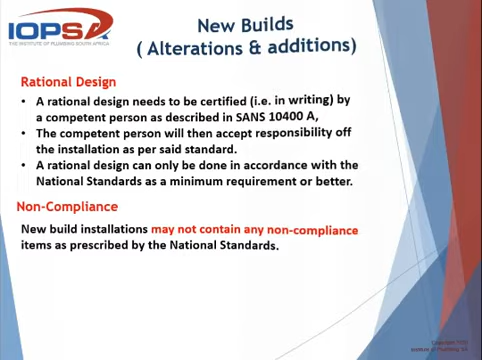 IOPSA
THE INSTITUTE OF PLUMBING SOUTH AFRICA
New Builds
( Alterations & additions)
Rational Design
• A rational design needs to be certified (i.e. in writing) by
a competent person as described in SANS 10400 A,
• The competent person will then accept responsibility off
the installation as per said standard.
• A rational design can only be done in accordance with the
National Standards as a minimum requirement or better.
Non-Compliance
New build installations may not contain any non-compliance
items as prescribed by the National Standards.
Institute of Plumbing SA